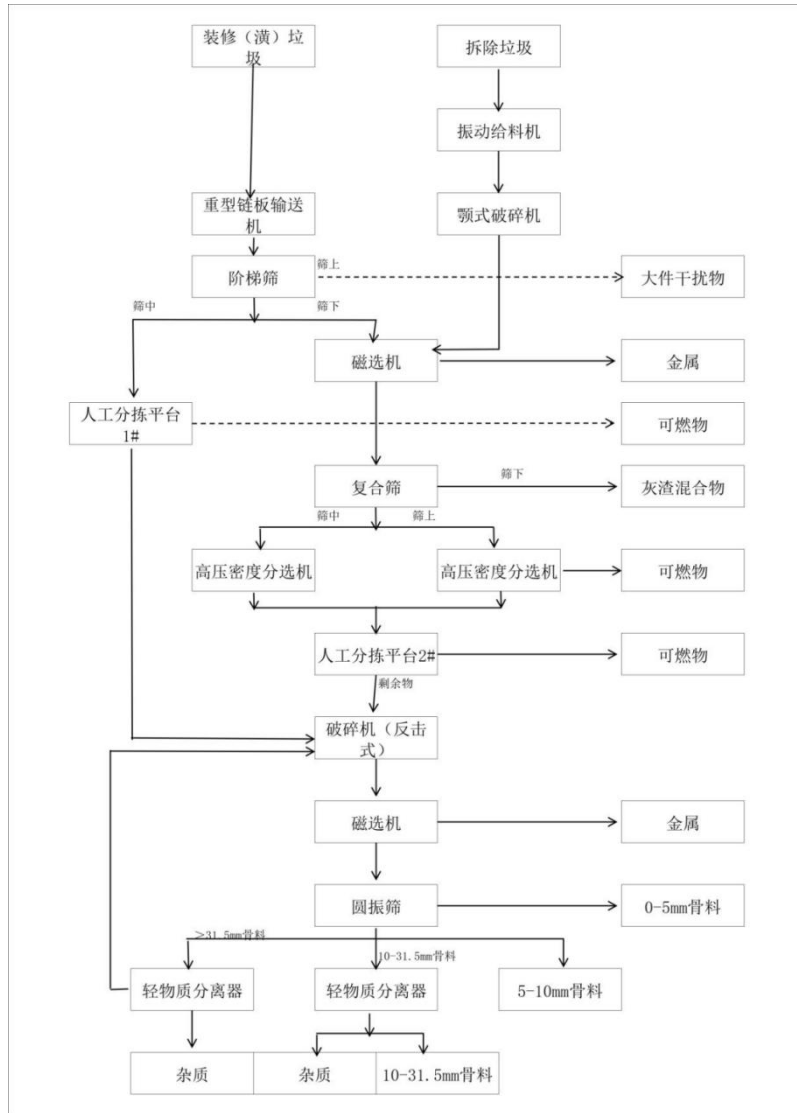 装修（潢）垃
圾
拆除垃圾
振动给料机
重型链板输送
机
颚式破碎机
筛上
阶梯筛
大件干扰物
筛中
筛下
磁选机
金属
人工分拣平台
1#
可燃物
筛下
复合筛
灰渣混合物
筛中
筛上
高压密度分选机
高压密度分选机
可燃物
人工分拣平台2#
可燃物
剩余物
破碎机（反击
式）
磁选机
金属
圆振筛
0-5mm骨料
＞31.5mm骨料
10-31.5mm骨料
轻物质分离器
轻物质分离器
5-10mm骨料
杂质
杂质
10-31.5mm骨料